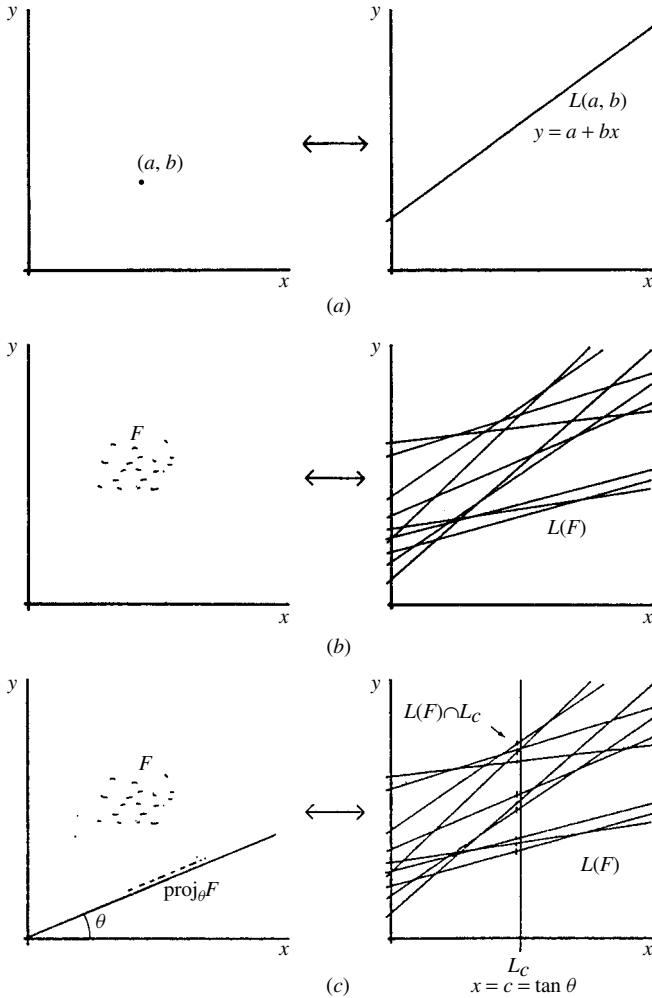 y
y
L(a, b)
y = a + bx
(a, b)
x
x
(a)
y
y
F
L(F)
x
x
(b)
y
y
L(F)∩L_c
F
L(F)
proj_θF
θ
x
x
L_c
(c)
x = c = tan θ